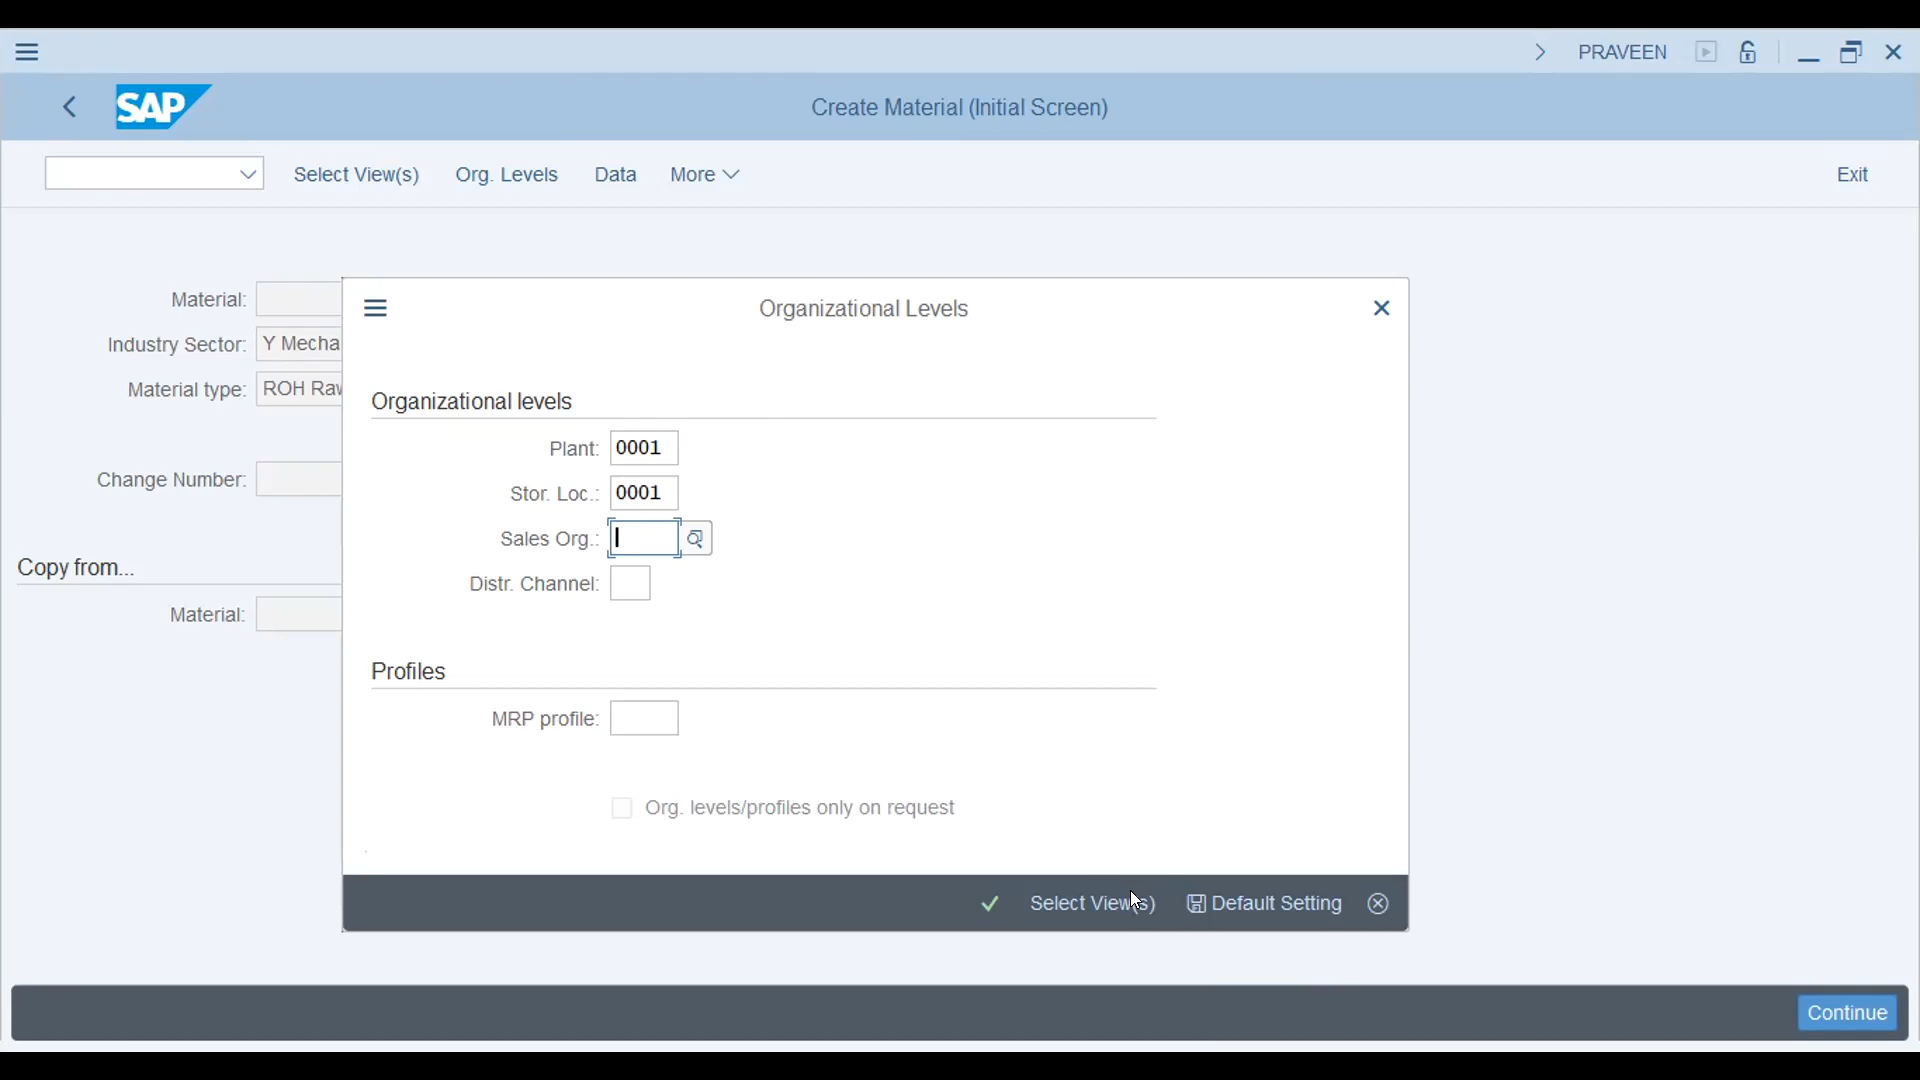 PRAVEEN
SAP
Create Material (Initial Screen)
Select View(s) Org. Levels Data More Exit
Material:
Industry Sector: Y Mecha
Material type: ROH Raw
Change Number:
Copy from...
Material:
Organizational Levels
Organizational levels
Plant: 0001
Stor. Loc.: 0001
Sales Org.:
Distr. Channel:
Profiles
MRP profile:
Org. levels/profiles only on request
Select View(s) Default Setting
Continue